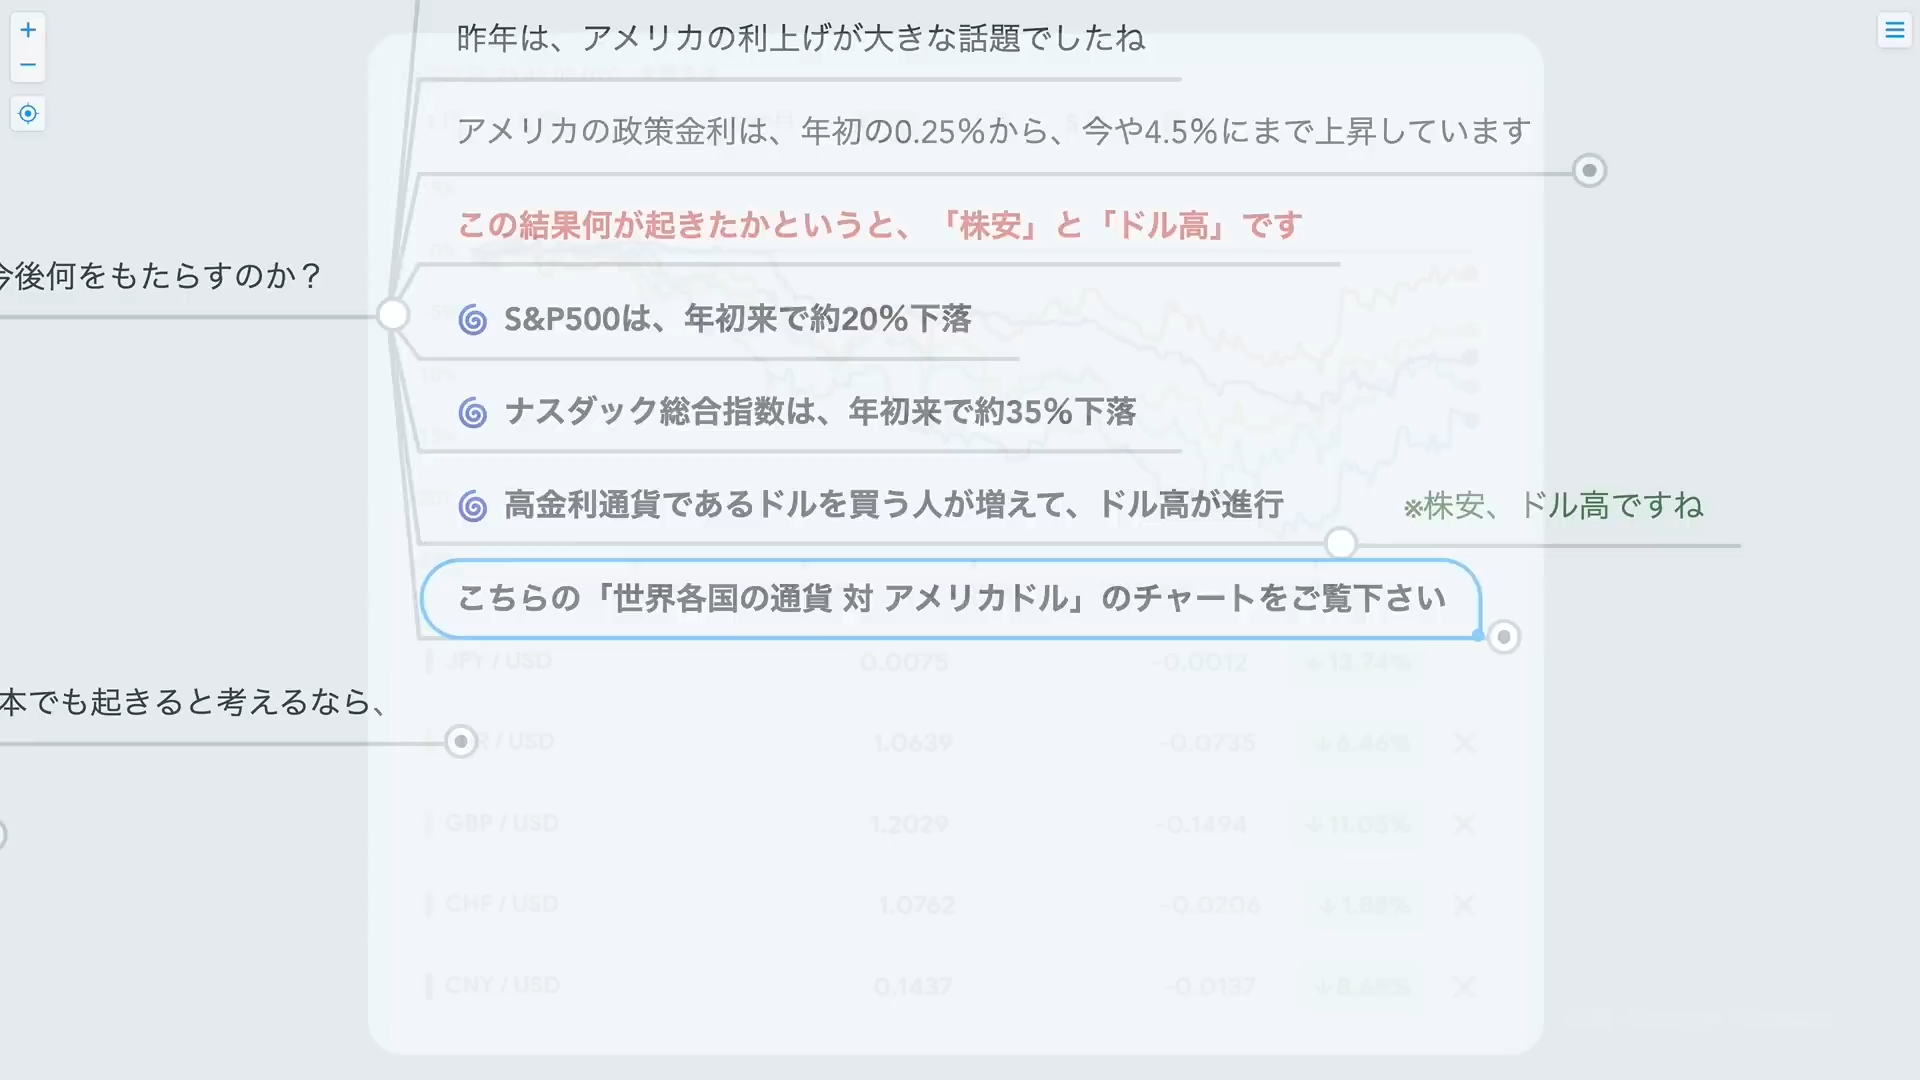 昨年は、アメリカの利上げが大きな話題でしたね
アメリカの政策金利は、年初の0.25%から、今や4.5%にまで上昇しています
この結果何が起きたかというと、「株安」と「ドル高」です
今後何をもたらすのか？
🌀 S&P500は、年初来で約20%下落
🌀 ナスダック総合指数は、年初来で約35%下落
🌀 高金利通貨であるドルを買う人が増えて、ドル高が進行
※株安、ドル高ですね
こちらの「世界各国の通貨 対 アメリカドル」のチャートをご覧下さい
JPY / USD 0.0075 -0.0012 ↓13.74%
本でも起きると考えるなら、
R / USD 1.0639 -0.0735 ↓6.46%
GBP / USD 1.2029 -0.1494 ↓11.05%
CHF / USD 1.0762 -0.0206 ↓1.88%
CNY / USD 0.1437 -0.0137 ↓8.68%